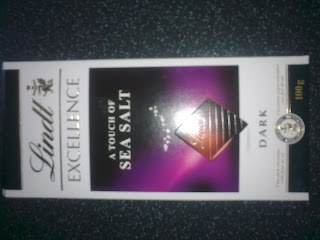 Lindt
EXCELLENCE
A TOUCH OF
SEA SALT
DARK
100g